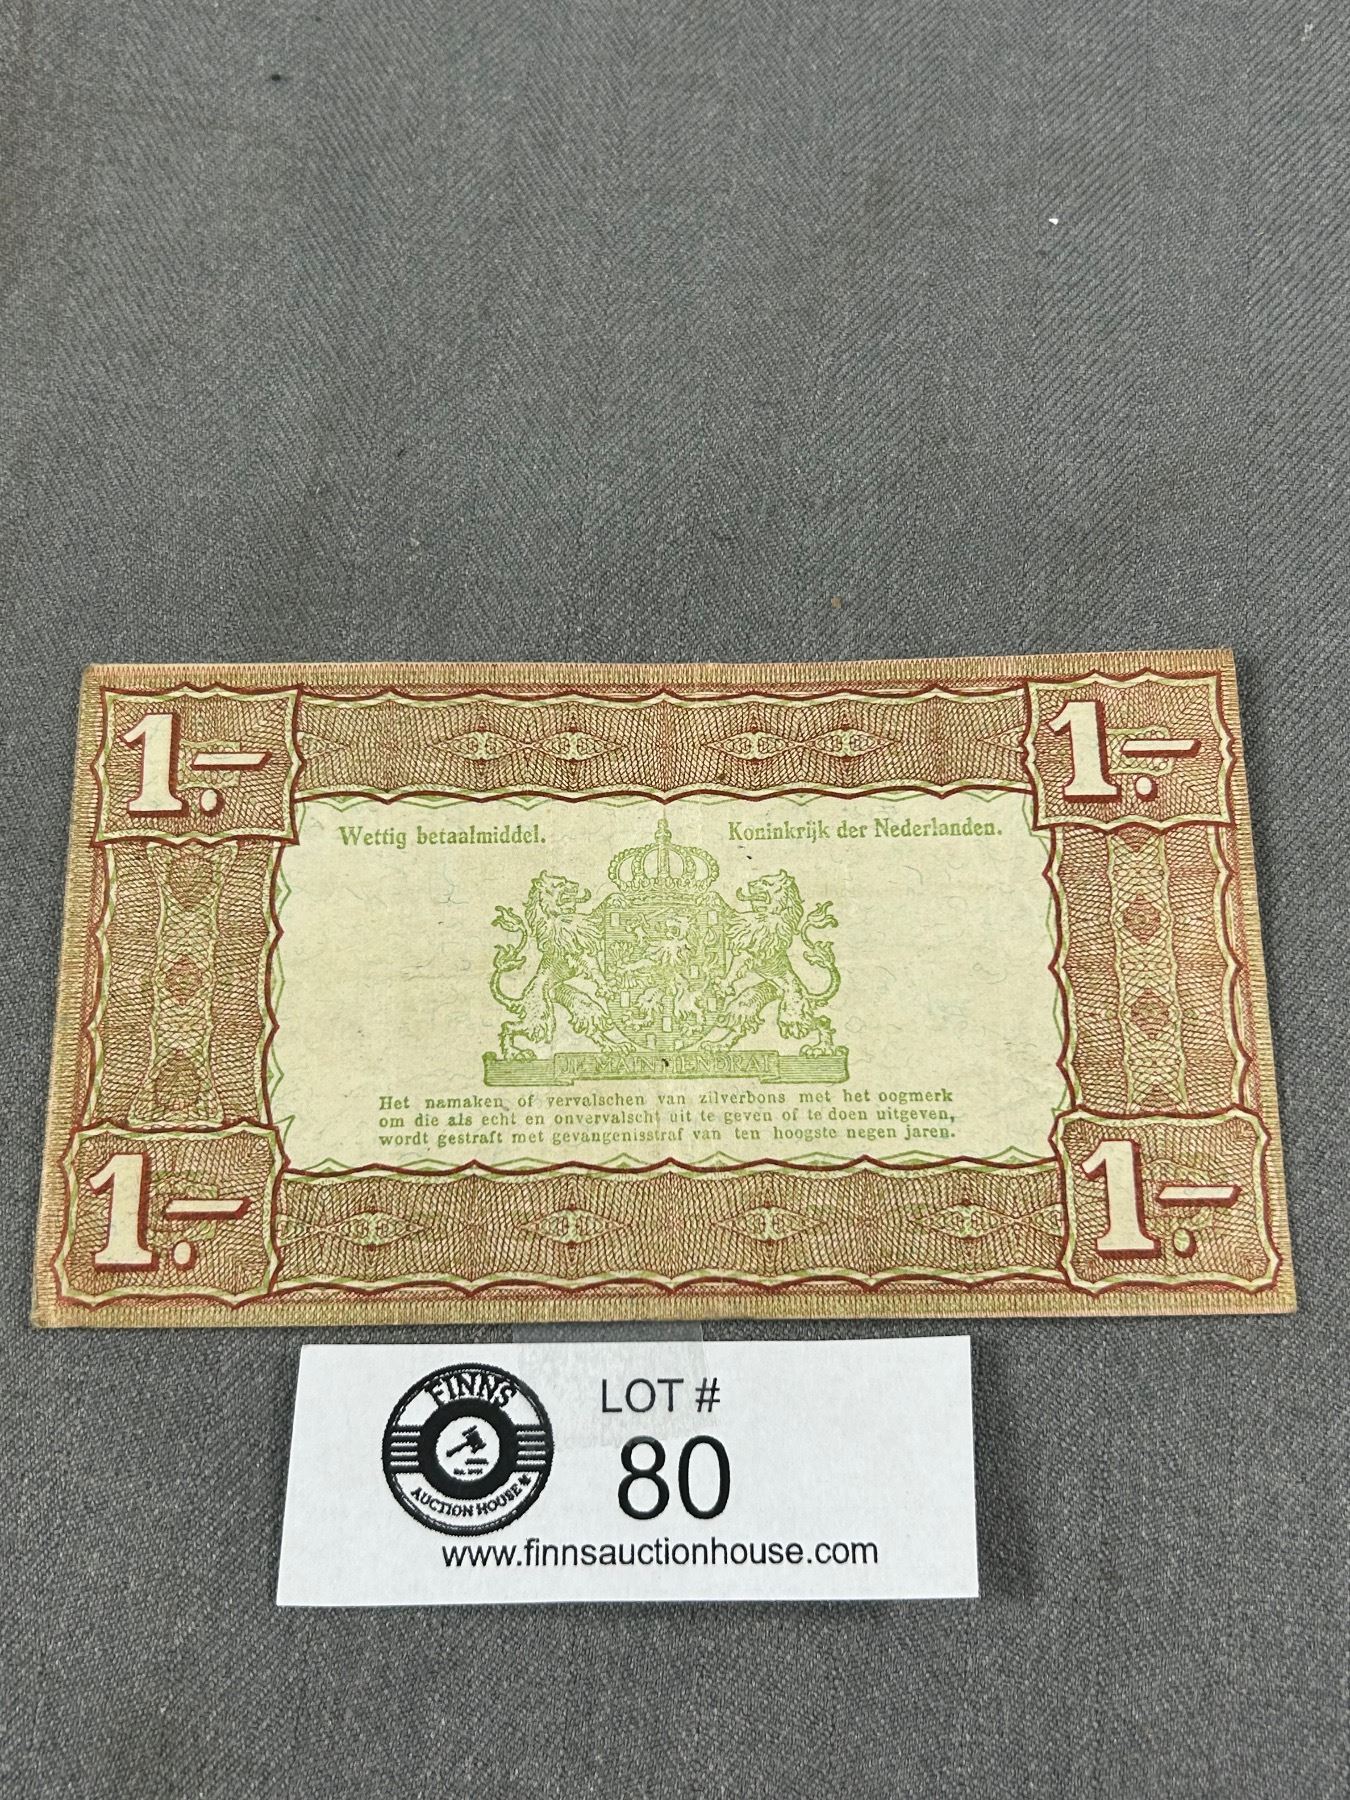 1.- 1.-
Wettig betaalmiddel. Koninkrijk der Nederlanden.
JE MAINTIENDRAI
Het namaken of vervalschen van zilverbons met het oogmerk
om die als echt en onvervalscht uit te geven of te doen uitgeven,
wordt gestraft met gevangenisstraf van ten hoogste negen jaren.
1.- 1.-
FINNS
AUCTION HOUSE
LOT #
80
www.finnsauctionhouse.com